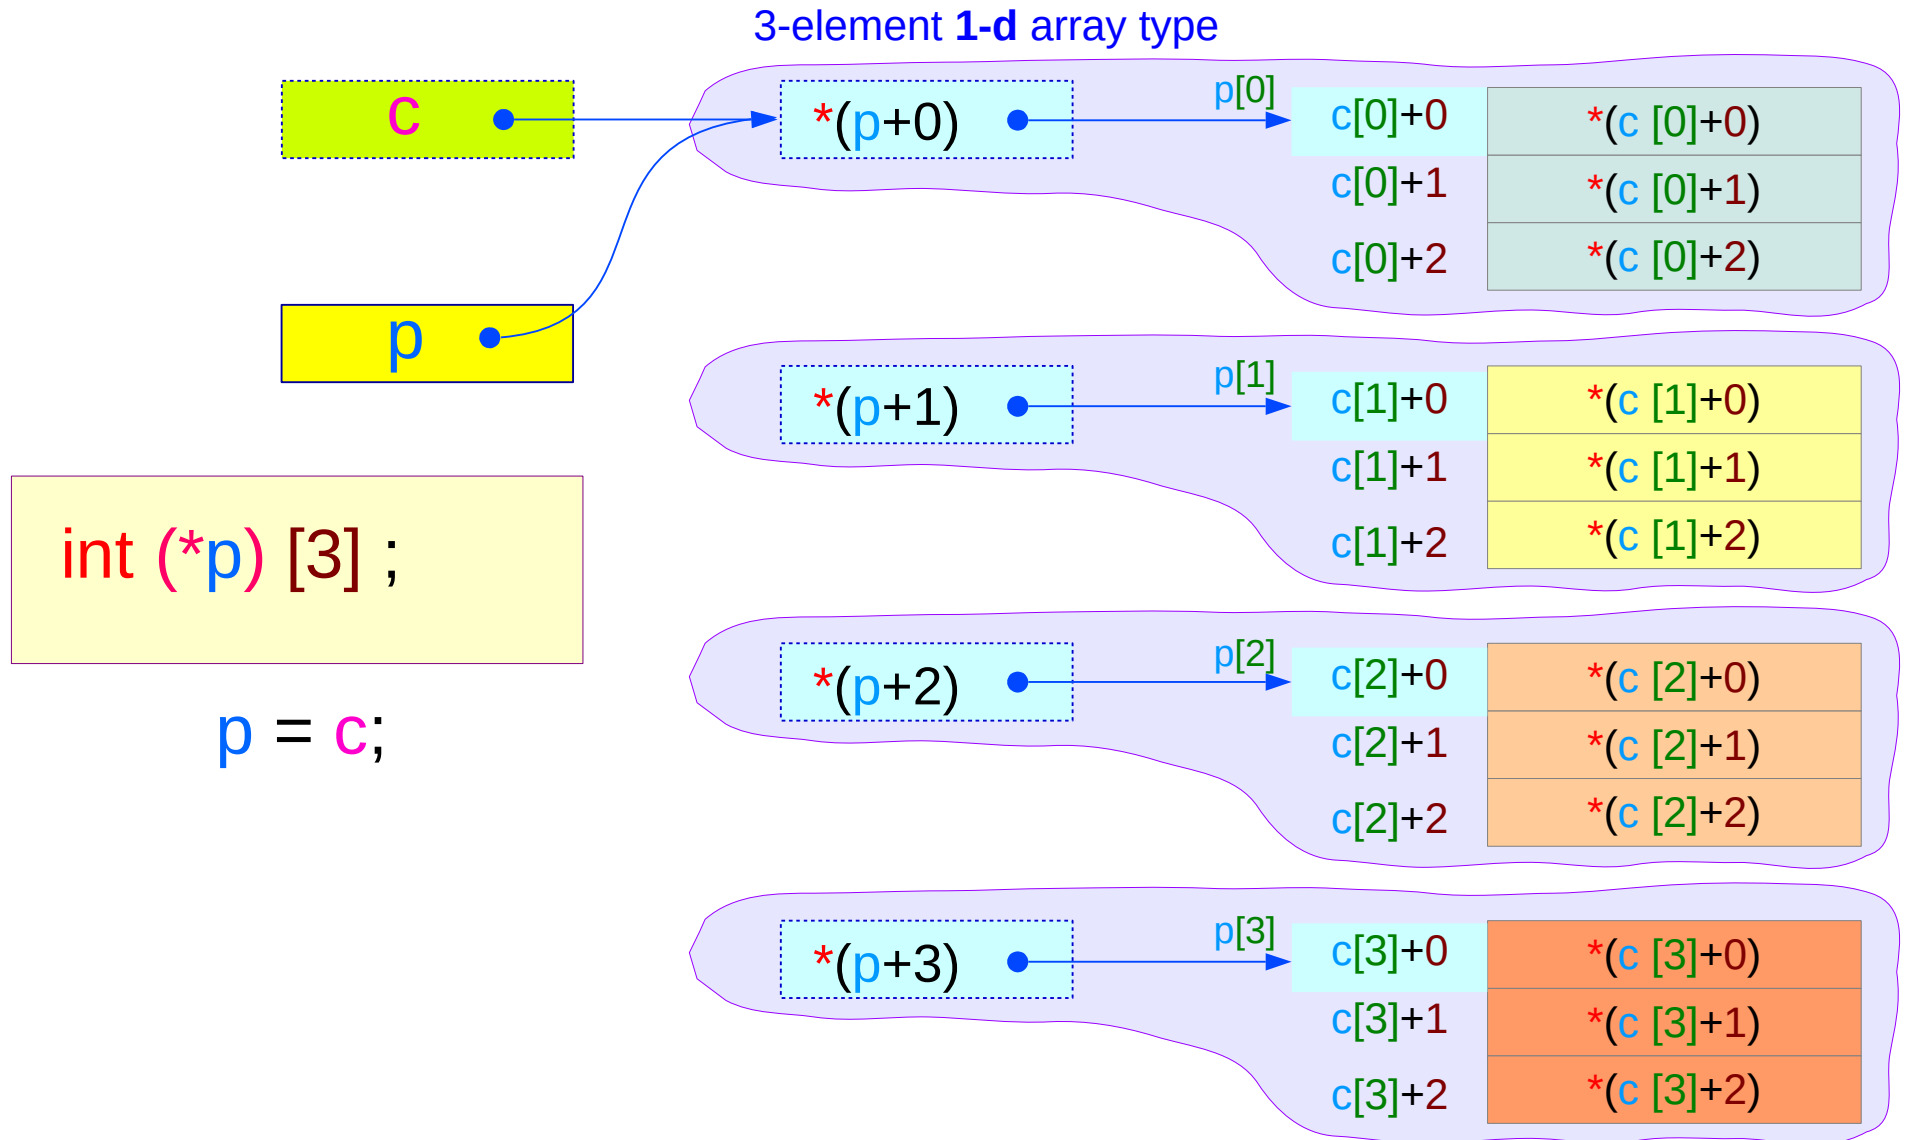 3-element 1-d array type
c
p
int (*p) [3] ;
p = c;
*(p+0) p[0] c[0]+0 *(c [0]+0)
c[0]+1 *(c [0]+1)
c[0]+2 *(c [0]+2)
*(p+1) p[1] c[1]+0 *(c [1]+0)
c[1]+1 *(c [1]+1)
c[1]+2 *(c [1]+2)
*(p+2) p[2] c[2]+0 *(c [2]+0)
c[2]+1 *(c [2]+1)
c[2]+2 *(c [2]+2)
*(p+3) p[3] c[3]+0 *(c [3]+0)
c[3]+1 *(c [3]+1)
c[3]+2 *(c [3]+2)